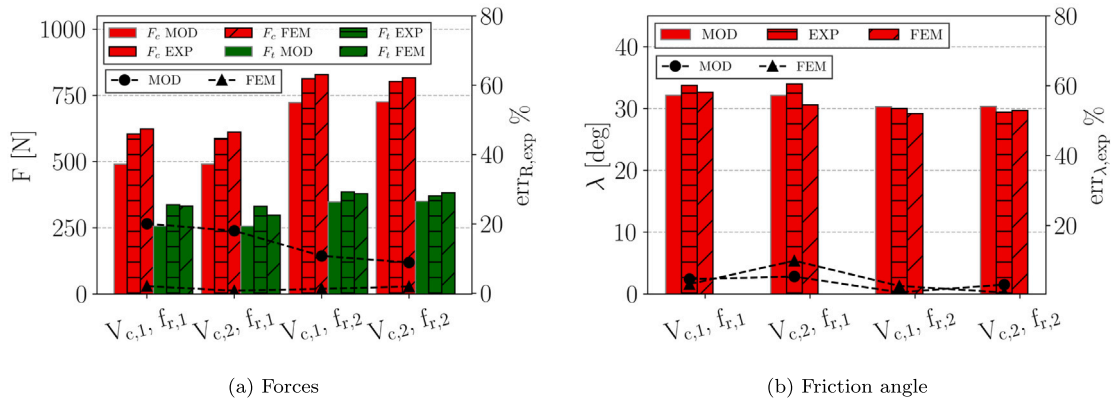 F_c MOD F_c FEM F_t EXP
F_c EXP F_t MOD F_t FEM
MOD FEM
1000
750
500
250
0
F [N]
80
60
40
20
0
err_R,exp %
V_c,1, f_r,1
V_c,2, f_r,1
V_c,1, f_r,2
V_c,2, f_r,2
(a) Forces
MOD EXP FEM
MOD FEM
40
30
20
10
0
λ [deg]
80
60
40
20
0
err_λ,exp %
V_c,1, f_r,1
V_c,2, f_r,1
V_c,1, f_r,2
V_c,2, f_r,2
(b) Friction angle